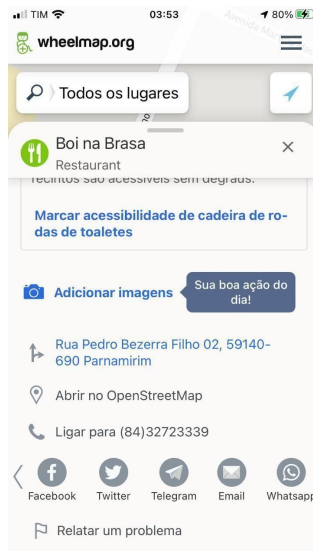 TIM
03:53
80%
Avenida Mar
wheelmap.org
Todos os lugares
Boi na Brasa
Restaurant
recintos são acessíveis sem degraus.
Marcar acessibilidade de cadeira de ro-
das de toaletes
Adicionar imagens
Sua boa ação do
dia!
Rua Pedro Bezerra Filho 02, 59140-
690 Parnamirim
Abrir no OpenStreetMap
Ligar para (84)32723339
Facebook Twitter Telegram Email Whatsapp
Relatar um problema